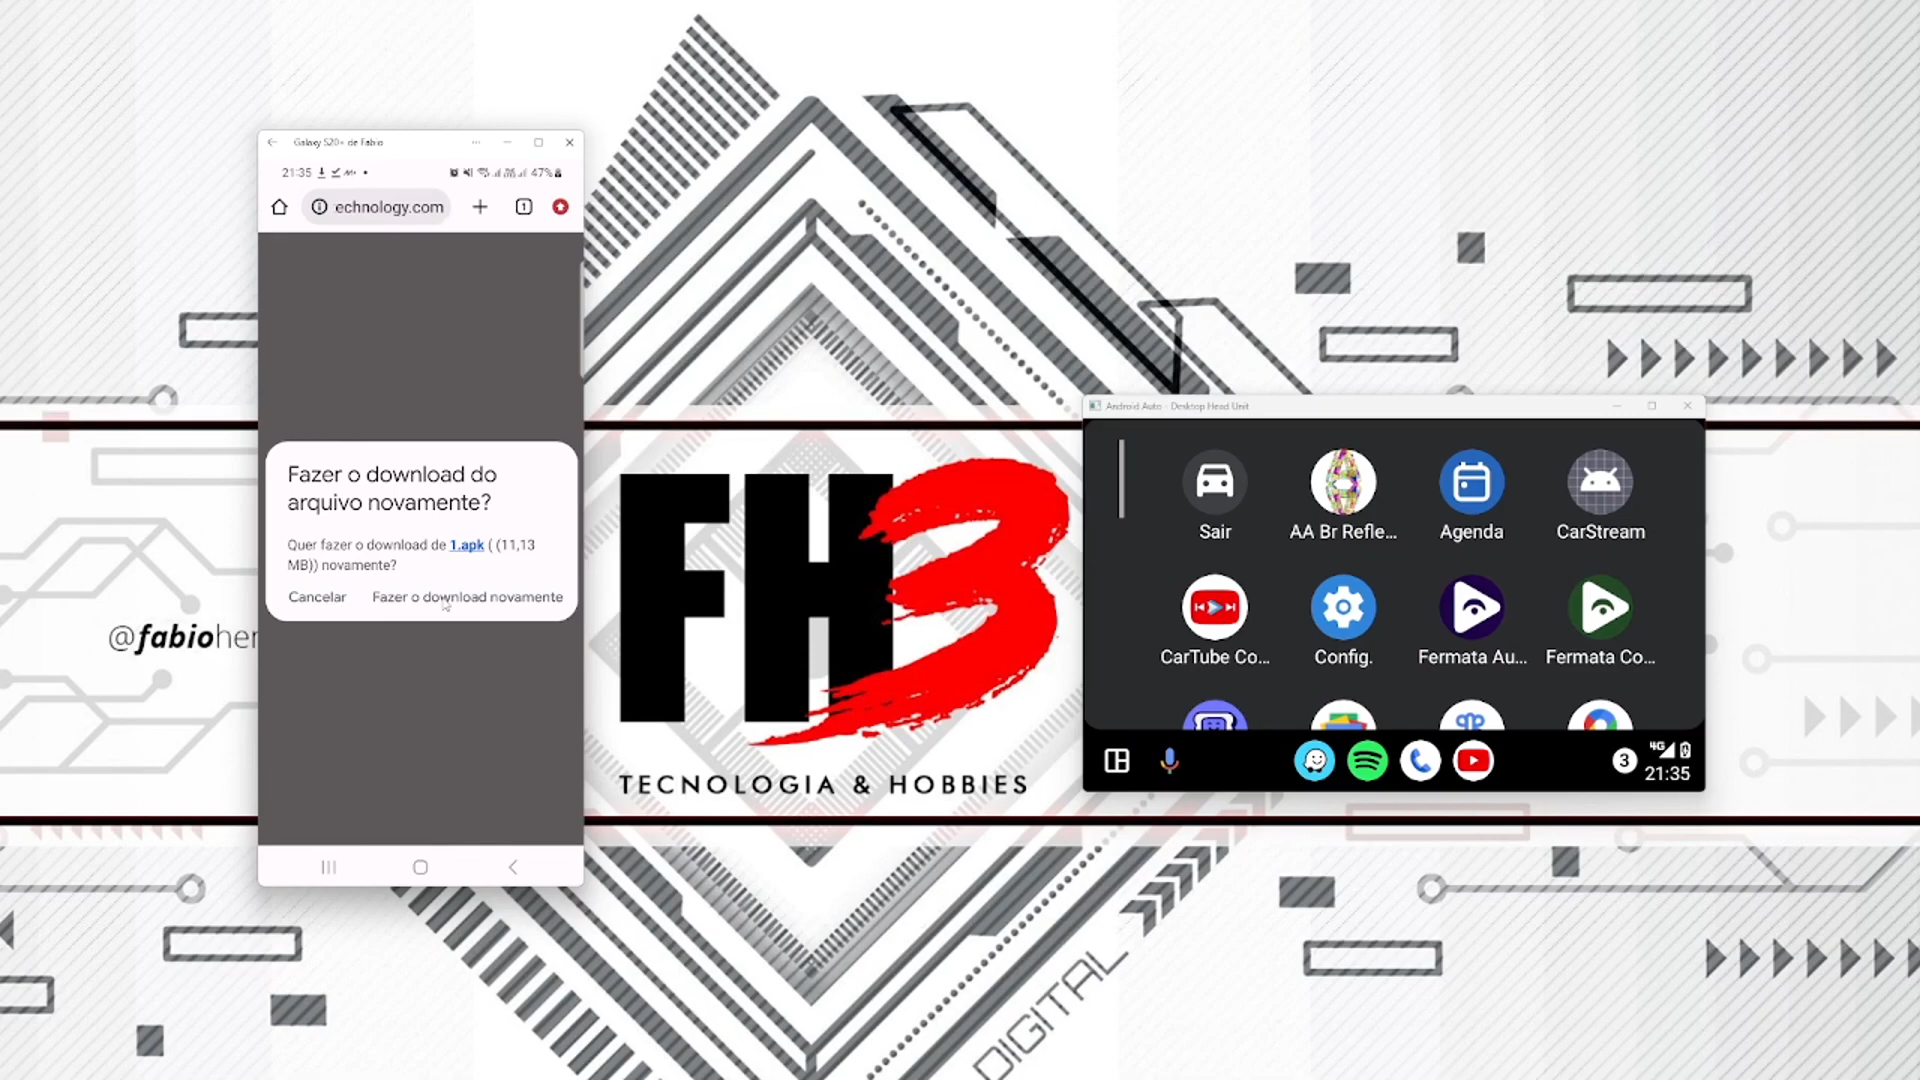 Galaxy S20+ de Fabio
21:35
47%
echnology.com
1
Fazer o download do
arquivo novamente?
Quer fazer o download de 1.apk ( (11,13
MB)) novamente?
Cancelar Fazer o download novamente
@fabioher
FH3
TECNOLOGIA & HOBBIES
DIGITAL
Android Auto - Desktop Head Unit
Sair AA Br Refle... Agenda CarStream
CarTube Co... Config. Fermata Au... Fermata Co...
3 4G
21:35